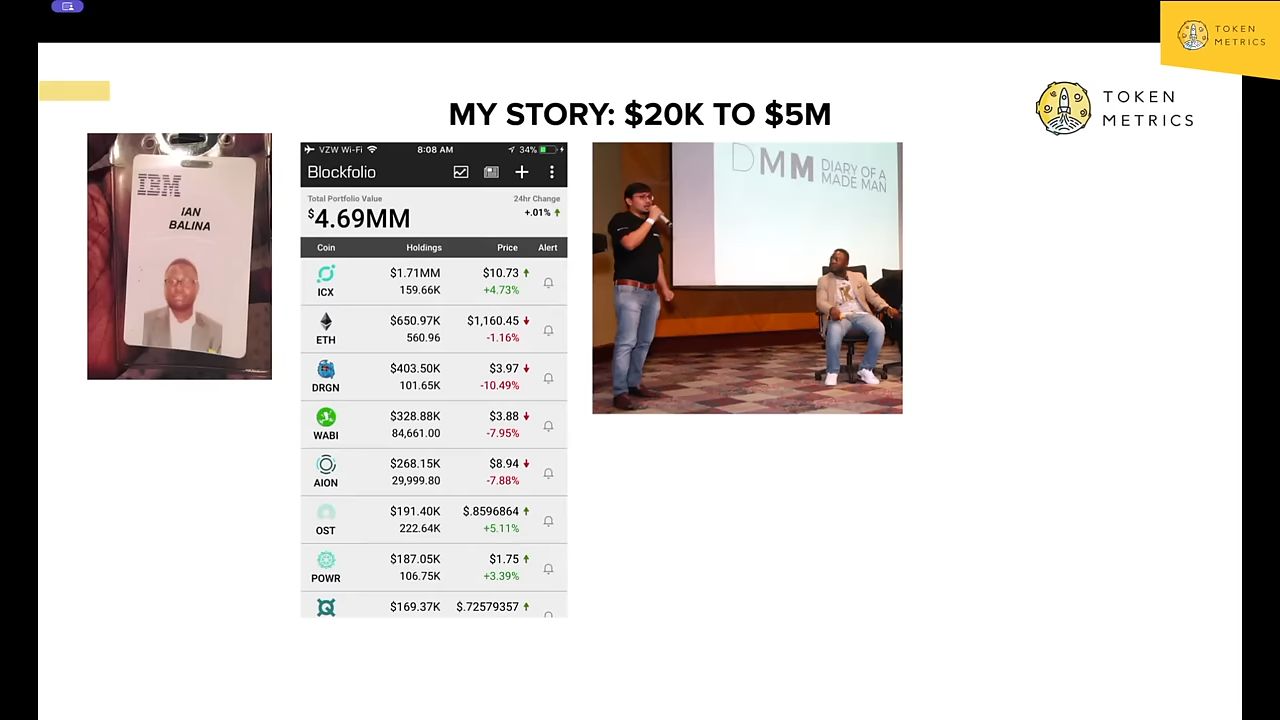 TOKEN
METRICS
MY STORY: $20K TO $5M
TOKEN
METRICS
IBM
IAN
BALINA
VZW Wi-Fi 8:08 AM 34%
Blockfolio
Total Portfolio Value 24hr Change
$4.69MM +.01%
Coin Holdings Price Alert
ICX $1.71MM $10.73
159.66K +4.73%
ETH $650.97K $1,160.45
560.96 -1.16%
DRGN $403.50K $3.97
101.65K -10.49%
WABI $328.88K $3.88
84,661.00 -7.95%
AION $268.15K $8.94
29,999.80 -7.88%
OST $191.40K $.8596864
222.64K +5.11%
POWR $187.05K $1.75
106.75K +3.39%
$169.37K $.72579357
DMM DIARY OF A
MADE MAN